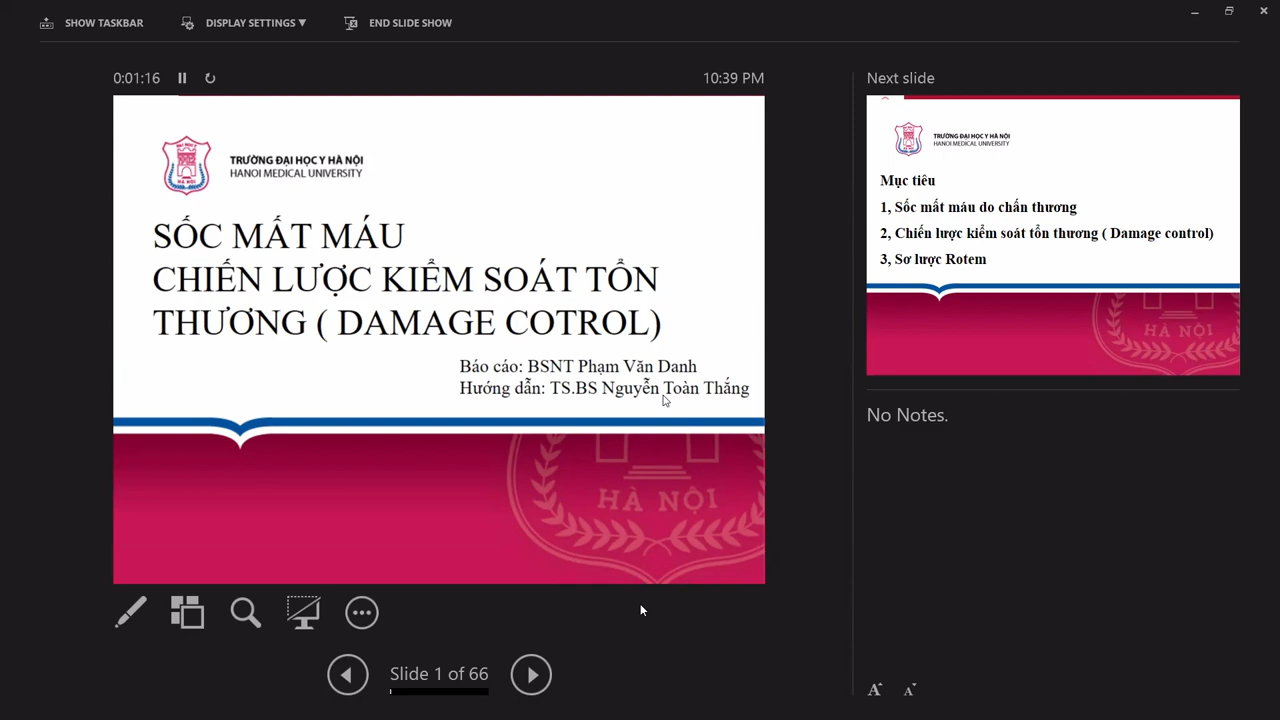 SHOW TASKBAR
DISPLAY SETTINGS ▼
END SLIDE SHOW
0:01:16
10:39 PM
TRƯỜNG ĐẠI HỌC Y HÀ NỘI
HANOI MEDICAL UNIVERSITY
SỐC MẤT MÁU
CHIẾN LƯỢC KIỂM SOÁT TỔN
THƯƠNG ( DAMAGE COTROL)
Báo cáo: BSNT Phạm Văn Danh
Hướng dẫn: TS.BS Nguyễn Toàn Thắng
HÀ NỘI
Slide 1 of 66
Next slide
TRƯỜNG ĐẠI HỌC Y HÀ NỘI
HANOI MEDICAL UNIVERSITY
Mục tiêu
1, Sốc mất máu do chấn thương
2, Chiến lược kiểm soát tổn thương ( Damage control)
3, Sơ lược Rotem
HÀ NỘI
No Notes.
A A